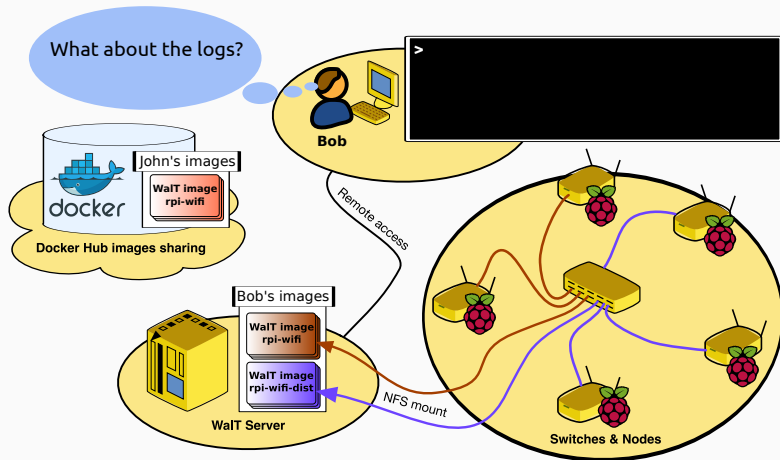 What about the logs?
>
Bob
John's images
WalT image
rpi-wifi
docker
Docker Hub images sharing
Remote access
Bob's images
WalT image
rpi-wifi
WalT image
rpi-wifi-dist
NFS mount
WalT Server
Switches & Nodes